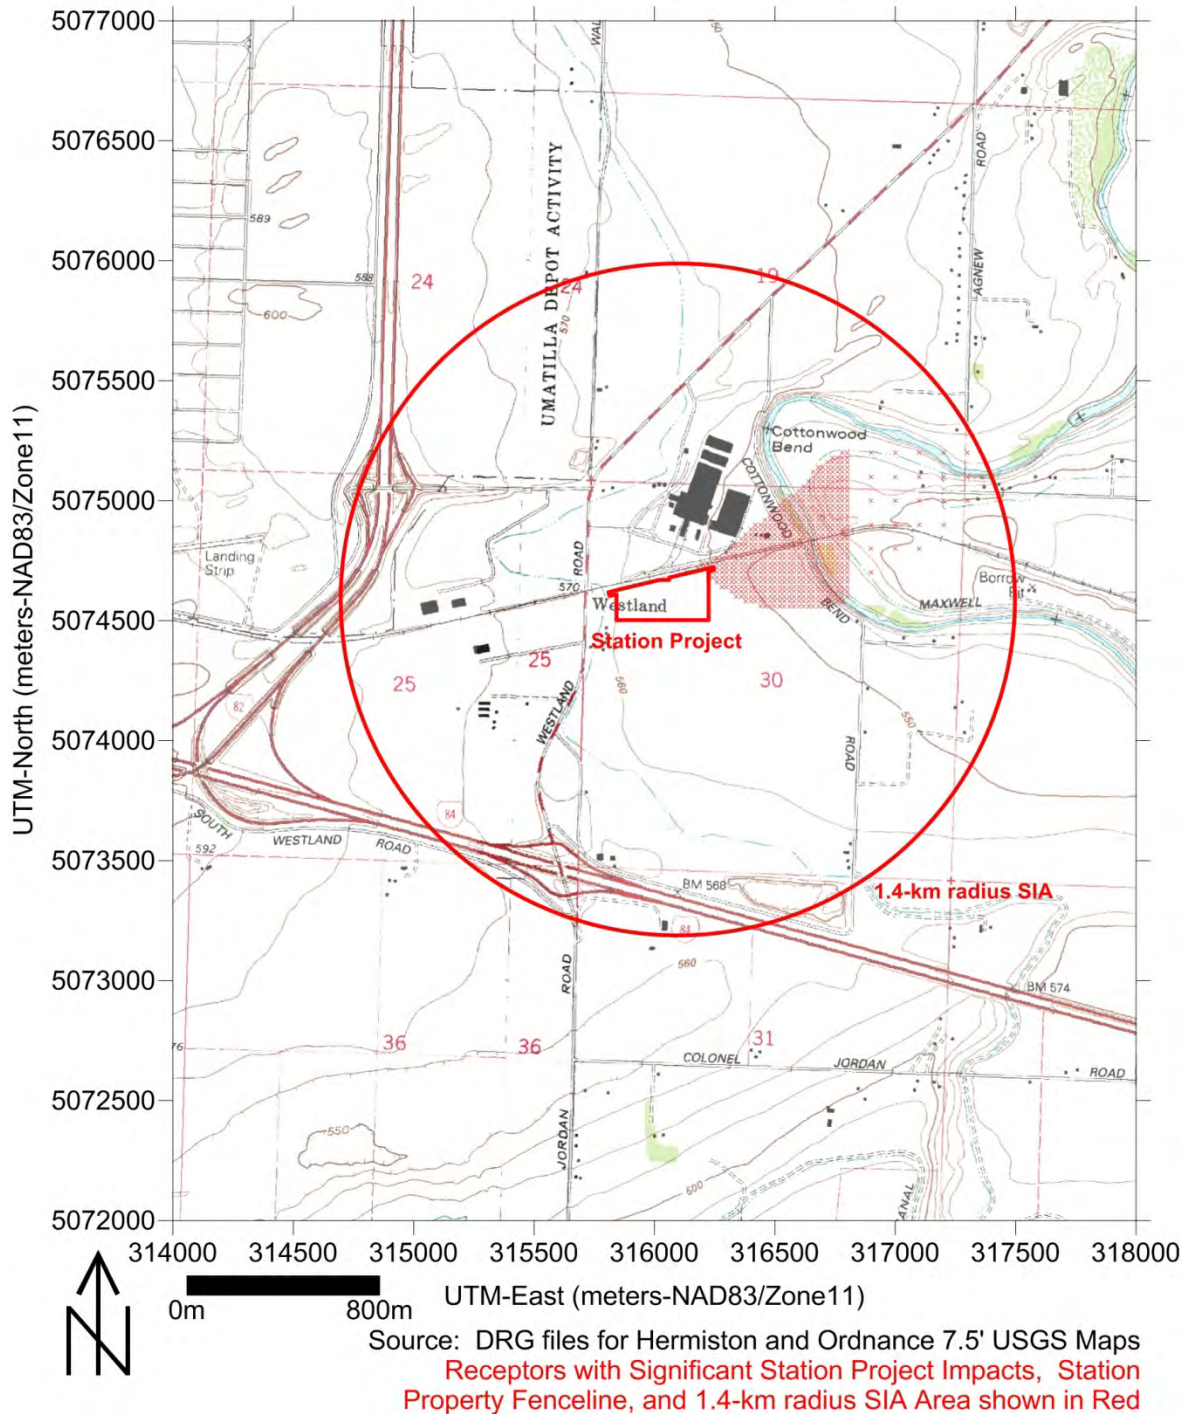 5077000
5076500
5076000
5075500
5075000
5074500
5074000
5073500
5073000
5072500
5072000
UTM-North (meters-NAD83/Zone11)
WAL
589
588
24
600
UMATILLA DEPOT ACTIVITY
24
570
19
ROAD
AGNEW
Cottonwood
Bend
COTTONWOOD
BEND
ROAD
Landing
Strip
570
ROAD
Westland
Station Project
Borrow
Pit
MAXWELL
25
25
30
560
550
82
WESTLAND
ROAD
84
SOUTH
WESTLAND
ROAD
592
BM 568
1.4-km radius SIA
84
560
ROAD
BM 574
36
36
31
COLONEL
JORDAN
ROAD
76
550
JORDAN
600
ANAL
314000 314500 315000 315500 316000 316500 317000 317500 318000
UTM-East (meters-NAD83/Zone11)
N
0m 800m
Source: DRG files for Hermiston and Ordnance 7.5' USGS Maps
Receptors with Significant Station Project Impacts, Station
Property Fenceline, and 1.4-km radius SIA Area shown in Red